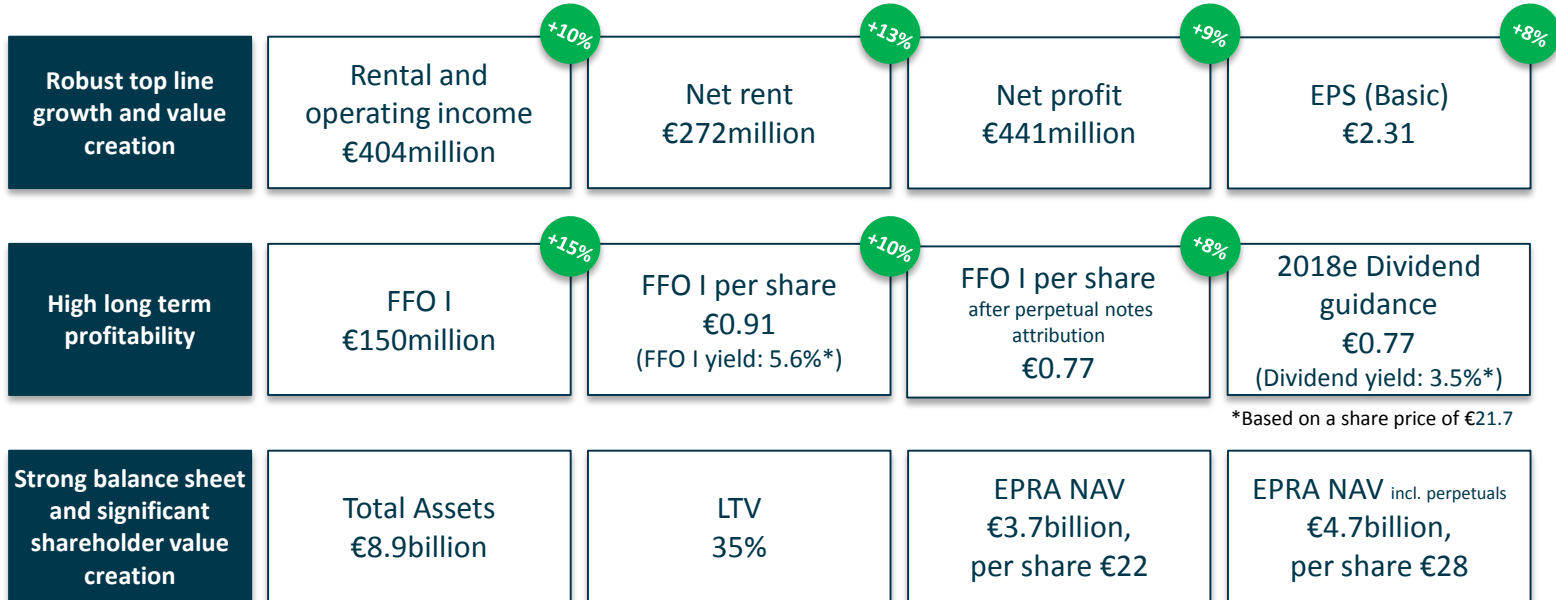 Robust top line
growth and value
creation
Rental and
operating income
€404million
+10%
Net rent
€272million
+13%
Net profit
€441million
+9%
EPS (Basic)
€2.31
+8%
High long term
profitability
FFO I
€150million
+15%
FFO I per share
€0.91
(FFO I yield: 5.6%*)
+10%
FFO I per share
after perpetual notes
attribution
€0.77
+8%
2018e Dividend
guidance
€0.77
(Dividend yield: 3.5%*)
*Based on a share price of €21.7
Strong balance sheet
and significant
shareholder value
creation
Total Assets
€8.9billion
LTV
35%
EPRA NAV
€3.7billion,
per share €22
EPRA NAV incl. perpetuals
€4.7billion,
per share €28